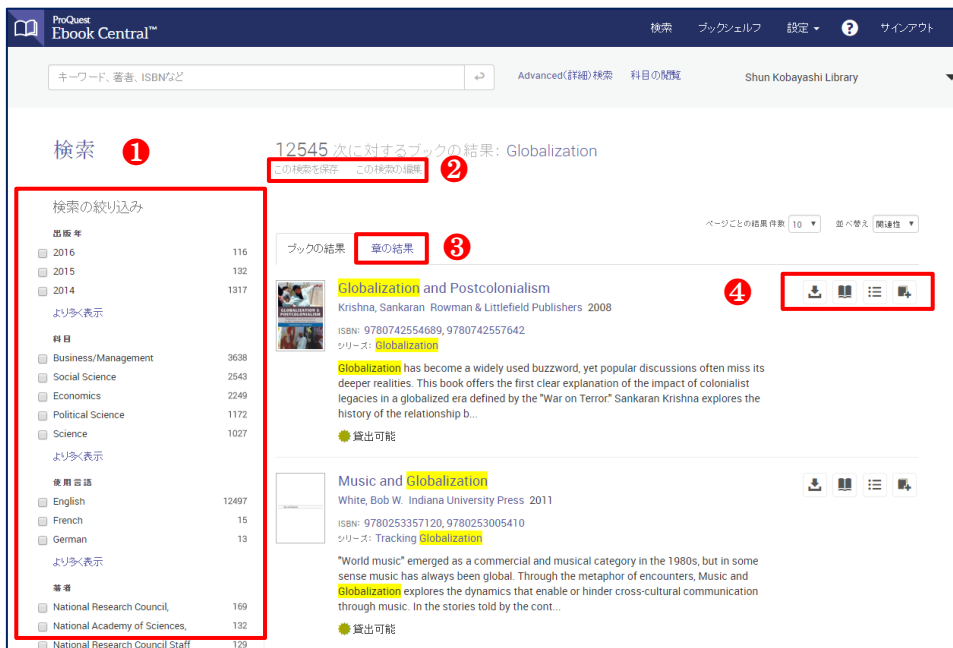 ProQuest
Ebook Central™
検索 ブックシェルフ 設定 ? サインアウト
キーワード、著者、ISBNなど
Advanced(詳細)検索 科目の閲覧 Shun Kobayashi Library
検索 ❶
12545 次に対するブックの結果: Globalization
この検索を保存 この検索の編集 ❷
検索の絞り込み
出版年
2016 116
2015 132
2014 1317
より多く表示
科目
Business/Management 3638
Social Science 2543
Economics 2249
Political Science 1172
Science 1027
より多く表示
使用言語
English 12497
French 15
German 13
より多く表示
著者
National Research Council, 169
National Academy of Sciences, 132
National Research Council Staff 129
ページごとの結果件数 10 並べ替え 関連性
ブックの結果 章の結果 ❸
❹
Globalization and Postcolonialism
Krishna, Sankaran Rowman & Littlefield Publishers 2008
ISBN: 9780742554689, 9780742557642
シリーズ: Globalization
Globalization has become a widely used buzzword, yet popular discussions often miss its
deeper realities. This book offers the first clear explanation of the impact of colonialist
legacies in a globalized era defined by the "War on Terror." Sankaran Krishna explores the
history of the relationship b...
貸出可能
Music and Globalization
White, Bob W. Indiana University Press 2011
ISBN: 9780253357120, 9780253005410
シリーズ: Tracking Globalization
"World music" emerged as a commercial and musical category in the 1980s, but in some
sense music has always been global. Through the metaphor of encounters, Music and
Globalization explores the dynamics that enable or hinder cross-cultural communication
through music. In the stories told by the cont...
貸出可能